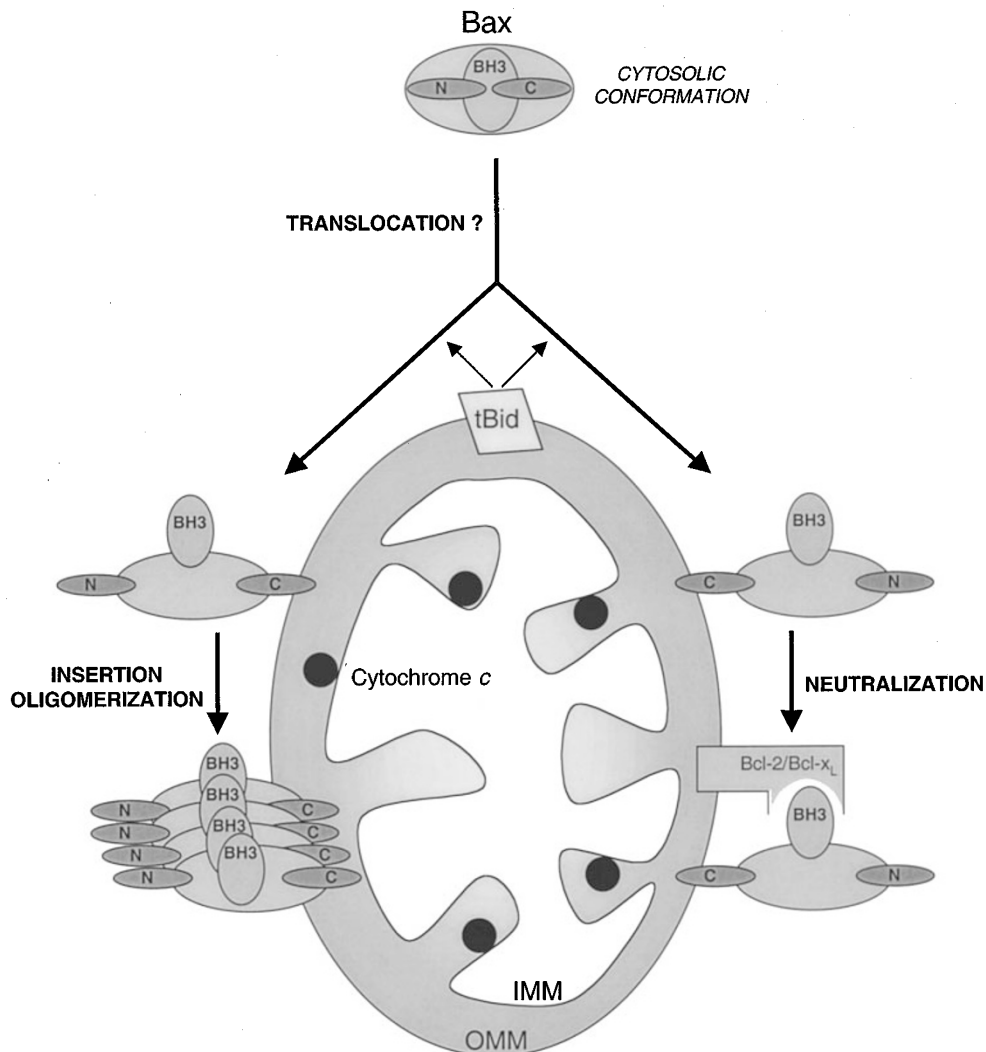 Bax
BH3
N
C
CYTOSOLIC
CONFORMATION
TRANSLOCATION ?
tBid
BH3
N
C
BH3
C
N
INSERTION
OLIGOMERIZATION
Cytochrome c
NEUTRALIZATION
Bcl-2/Bcl-xL
BH3
N
C
BH3
N
C
BH3
N
C
BH3
N
C
BH3
C
N
IMM
OMM